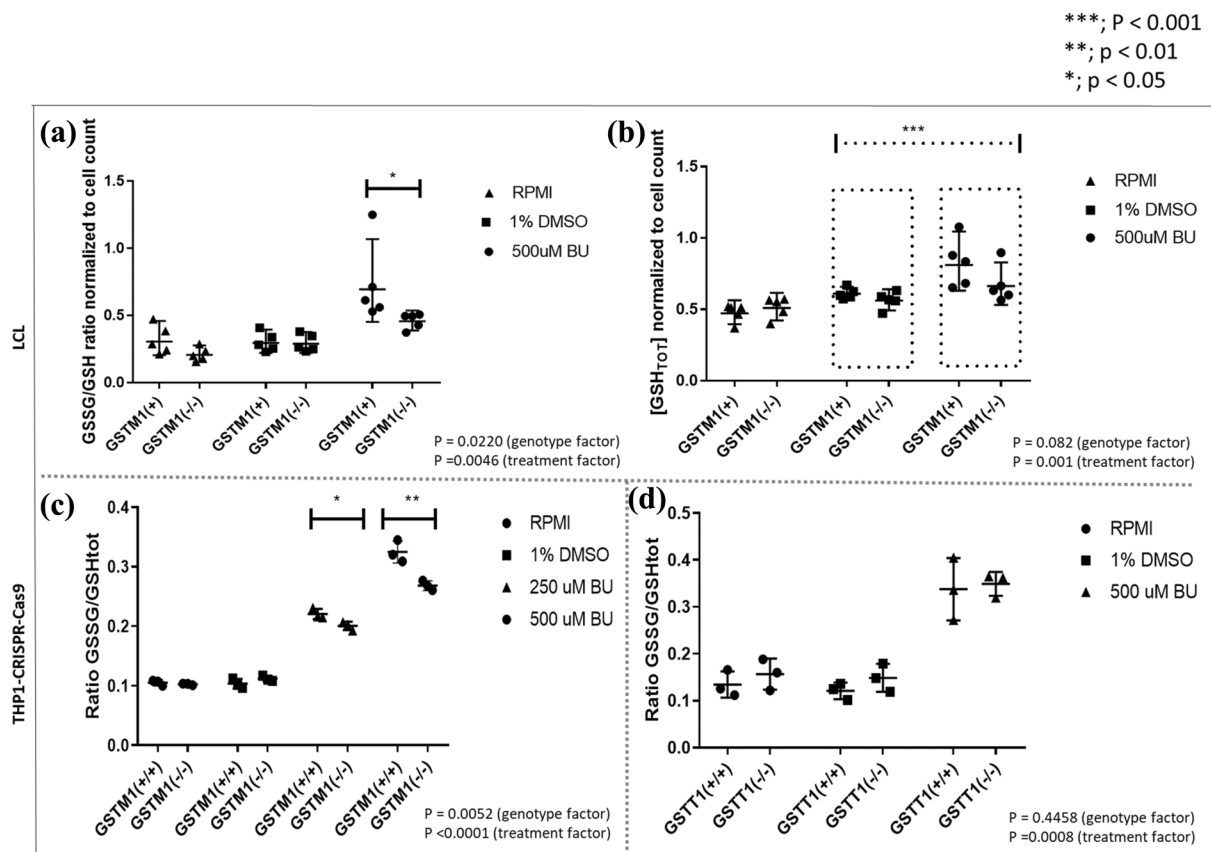 ***; P < 0.001
**; p < 0.01
*; p < 0.05
LCL
(a)
GSSG/GSH ratio normalized to cell count
1.5
1.0
0.5
0.0
*
RPMI
1% DMSO
500uM BU
GSTM1(+)
GSTM1(-/-)
GSTM1(+)
GSTM1(-/-)
GSTM1(+)
GSTM1(-/-)
P = 0.0220 (genotype factor)
P =0.0046 (treatment factor)
(b)
[GSHTOT] normalized to cell count
1.5
1.0
0.5
0.0
***
RPMI
1% DMSO
500uM BU
GSTM1(+)
GSTM1(-/-)
GSTM1(+)
GSTM1(-/-)
GSTM1(+)
GSTM1(-/-)
P = 0.082 (genotype factor)
P = 0.001 (treatment factor)
THP1-CRISPR-Cas9
(c)
Ratio GSSG/GSHtot
0.4
0.3
0.2
0.1
0.0
*
**
RPMI
1% DMSO
250 uM BU
500 uM BU
GSTM1(+/+)
GSTM1(-/-)
GSTM1(+/+)
GSTM1(-/-)
GSTM1(+/+)
GSTM1(-/-)
GSTM1(+/+)
GSTM1(-/-)
P = 0.0052 (genotype factor)
P <0.0001 (treatment factor)
(d)
Ratio GSSG/GSHtot
0.5
0.4
0.3
0.2
0.1
0.0
RPMI
1% DMSO
500 uM BU
GSTT1(+/+)
GSTT1(-/-)
GSTT1(+/+)
GSTT1(-/-)
GSTT1(+/+)
GSTT1(-/-)
P = 0.4458 (genotype factor)
P =0.0008 (treatment factor)